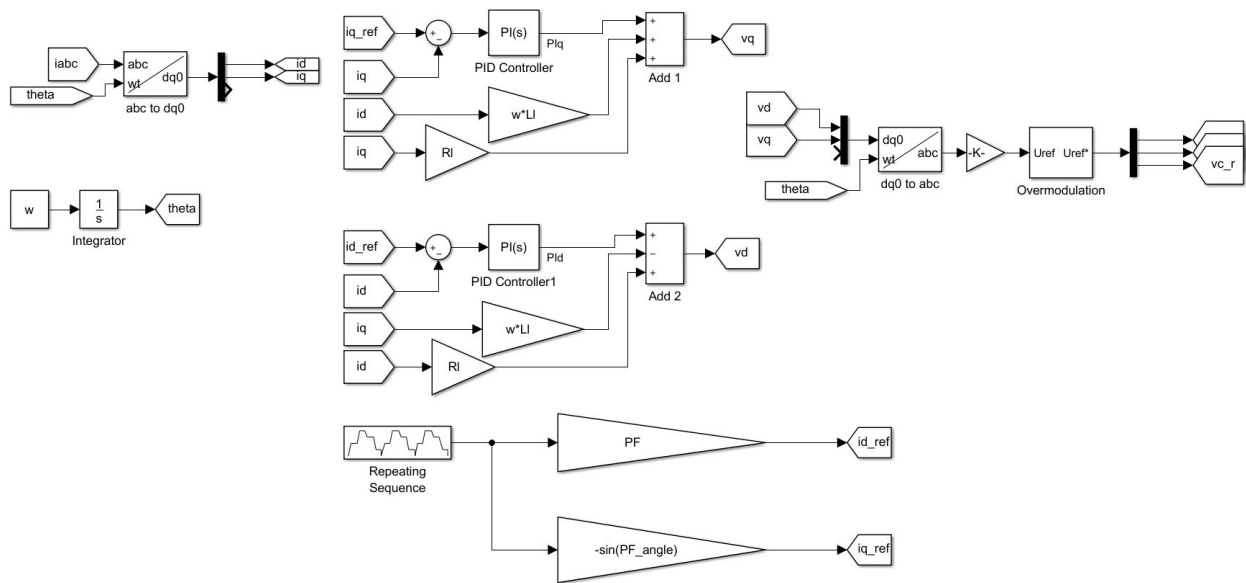 iabc
theta
abc
wt
dq0
abc to dq0
id
iq
w
1
s
Integrator
theta
iq_ref
+
−
PI(s)
PIq
PID Controller
iq
id
w*Ll
iq
Rl
+
+
+
Add 1
vq
id_ref
+
−
PI(s)
PId
PID Controller1
id
iq
w*Ll
id
Rl
+
−
+
Add 2
vd
vd
vq
theta
dq0
wt
abc
dq0 to abc
-K-
Uref
Uref*
Overmodulation
vc_r
Repeating
Sequence
PF
id_ref
-sin(PF_angle)
iq_ref